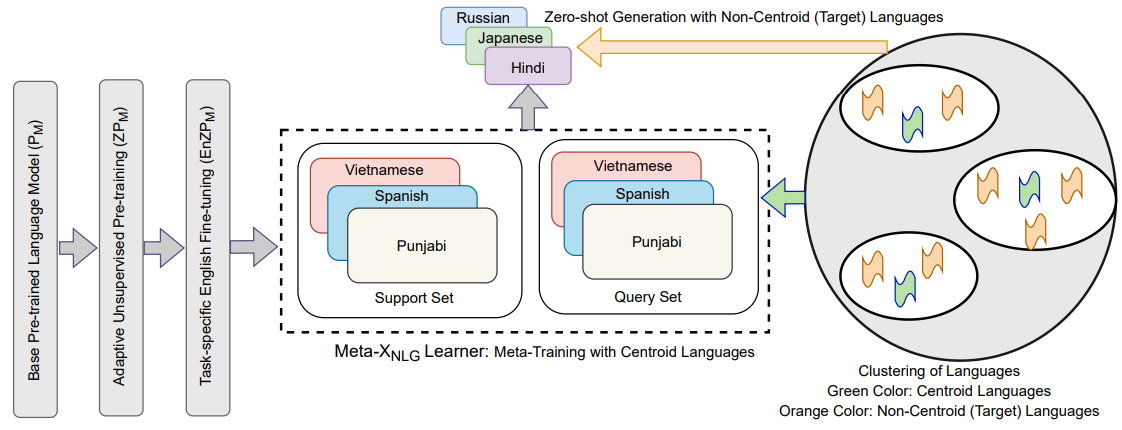 Base Pre-trained Language Model (P_M)
Adaptive Unsupervised Pre-training (ZP_M)
Task-specific English Fine-tuning (EnZP_M)
Russian
Japanese
Hindi
Zero-shot Generation with Non-Centroid (Target) Languages
Vietnamese
Spanish
Punjabi
Support Set
Vietnamese
Spanish
Punjabi
Query Set
Meta-X_NLG Learner: Meta-Training with Centroid Languages
Clustering of Languages
Green Color: Centroid Languages
Orange Color: Non-Centroid (Target) Languages